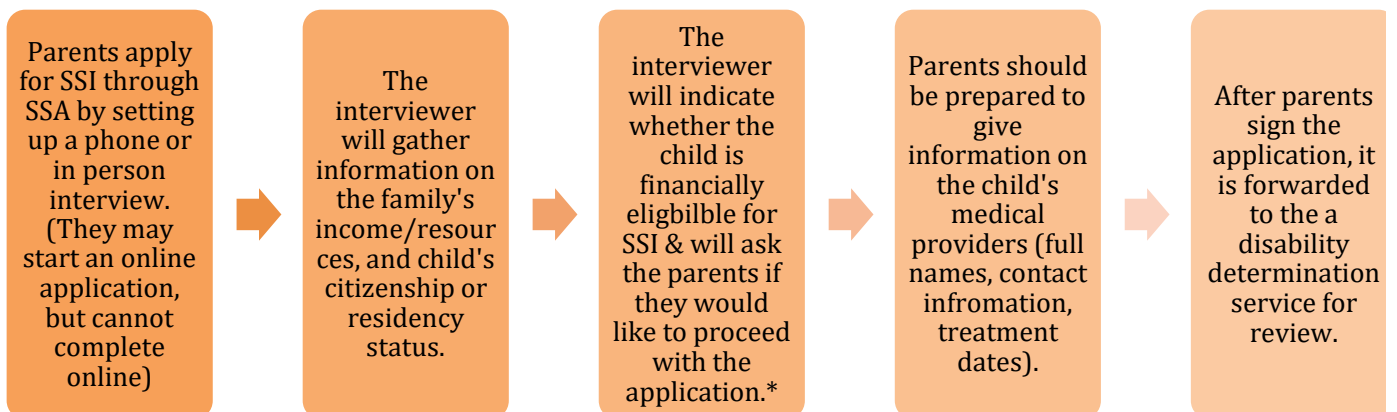 Parents apply
for SSI through
SSA by setting
up a phone or
in person
interview.
(They may
start an online
application,
but cannot
complete
online)
The
interviewer
will gather
information on
the family's
income/resour
ces, and child's
citizenship or
residency
status.
The
interviewer
will indicate
whether the
child is
financially
eligbilble for
SSI & will ask
the parents if
they would
like to proceed
with the
application.*
Parents should
be prepared to
give
information on
the child's
medical
providers (full
names, contact
infromation,
treatment
dates).
After parents
sign the
application, it
is forwarded
to the a
disability
determination
service for
review.